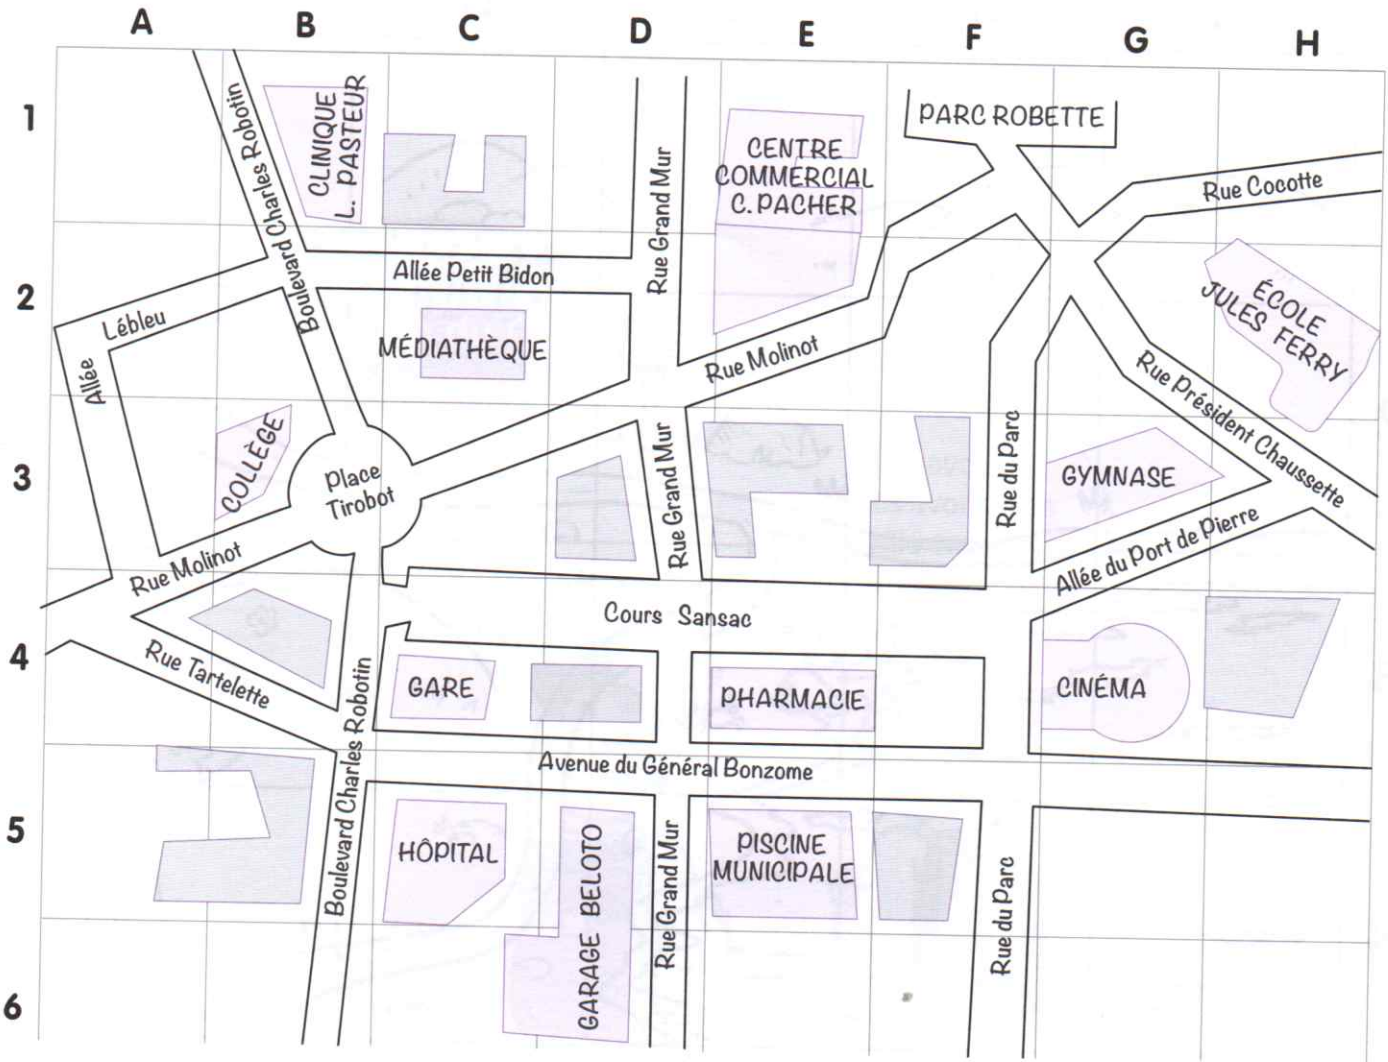 A B C D E F G H
1
2
3
4
5
6
Boulevard Charles Robotin
CLINIQUE
L. PASTEUR
Rue Grand Mur
CENTRE
COMMERCIAL
C. PACHER
PARC ROBETTE
Rue Cocotte
Allée Petit Bidon
Allée
Lébleu
MÉDIATHÈQUE
Rue Molinot
ÉCOLE
JULES FERRY
Rue Président Chaussette
COLLÈGE
Place
Tirobot
Rue Grand Mur
Rue du Parc
GYMNASE
Rue Molinot
Allée du Port de Pierre
Cours Sansac
Rue Tartelette
Boulevard Charles Robotin
GARE
PHARMACIE
CINÉMA
Avenue du Général Bonzome
HÔPITAL
GARAGE BELOTO
Rue Grand Mur
PISCINE
MUNICIPALE
Rue du Parc